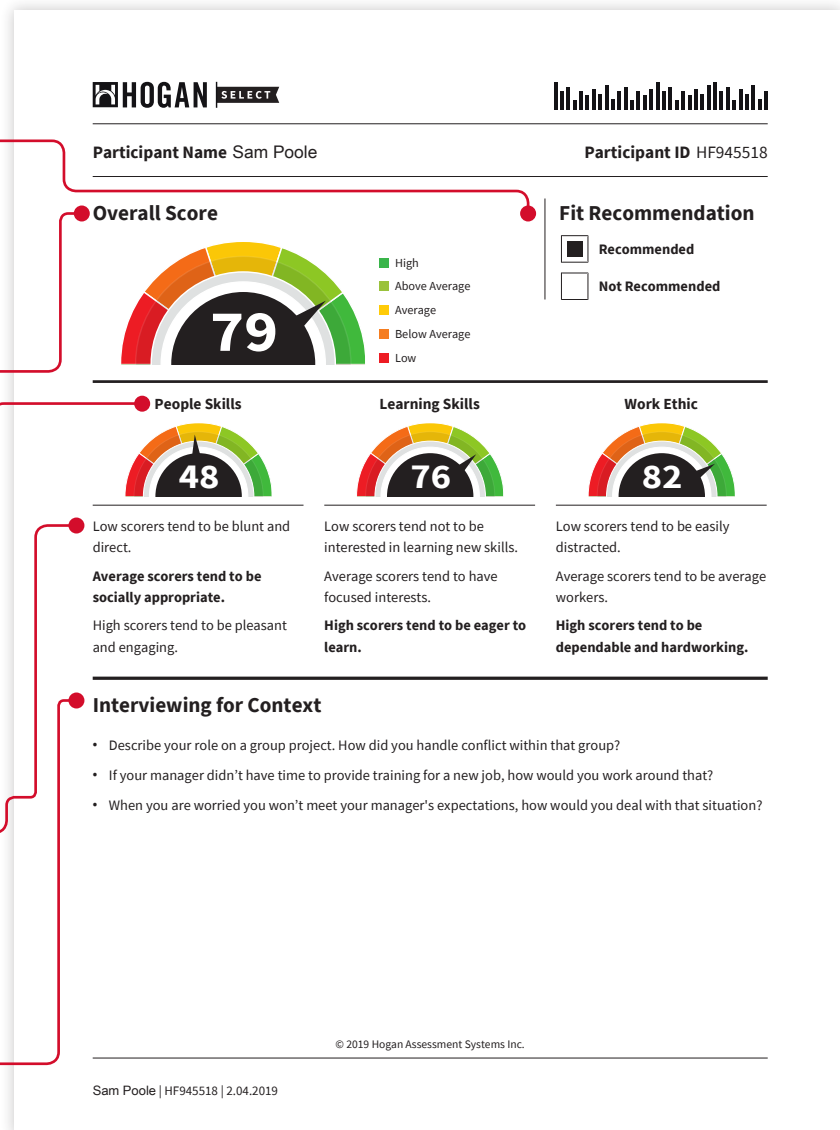 HOGAN SELECT
Participant Name Sam Poole
Participant ID HF945518
Overall Score
79
High
Above Average
Average
Below Average
Low
Fit Recommendation
Recommended
Not Recommended
People Skills
48
Low scorers tend to be blunt and
direct.
Average scorers tend to be
socially appropriate.
High scorers tend to be pleasant
and engaging.
Learning Skills
76
Low scorers tend not to be
interested in learning new skills.
Average scorers tend to have
focused interests.
High scorers tend to be eager to
learn.
Work Ethic
82
Low scorers tend to be easily
distracted.
Average scorers tend to be average
workers.
High scorers tend to be
dependable and hardworking.
Interviewing for Context
• Describe your role on a group project. How did you handle conflict within that group?
• If your manager didn’t have time to provide training for a new job, how would you work around that?
• When you are worried you won’t meet your manager's expectations, how would you deal with that situation?
© 2019 Hogan Assessment Systems Inc.
Sam Poole | HF945518 | 2.04.2019